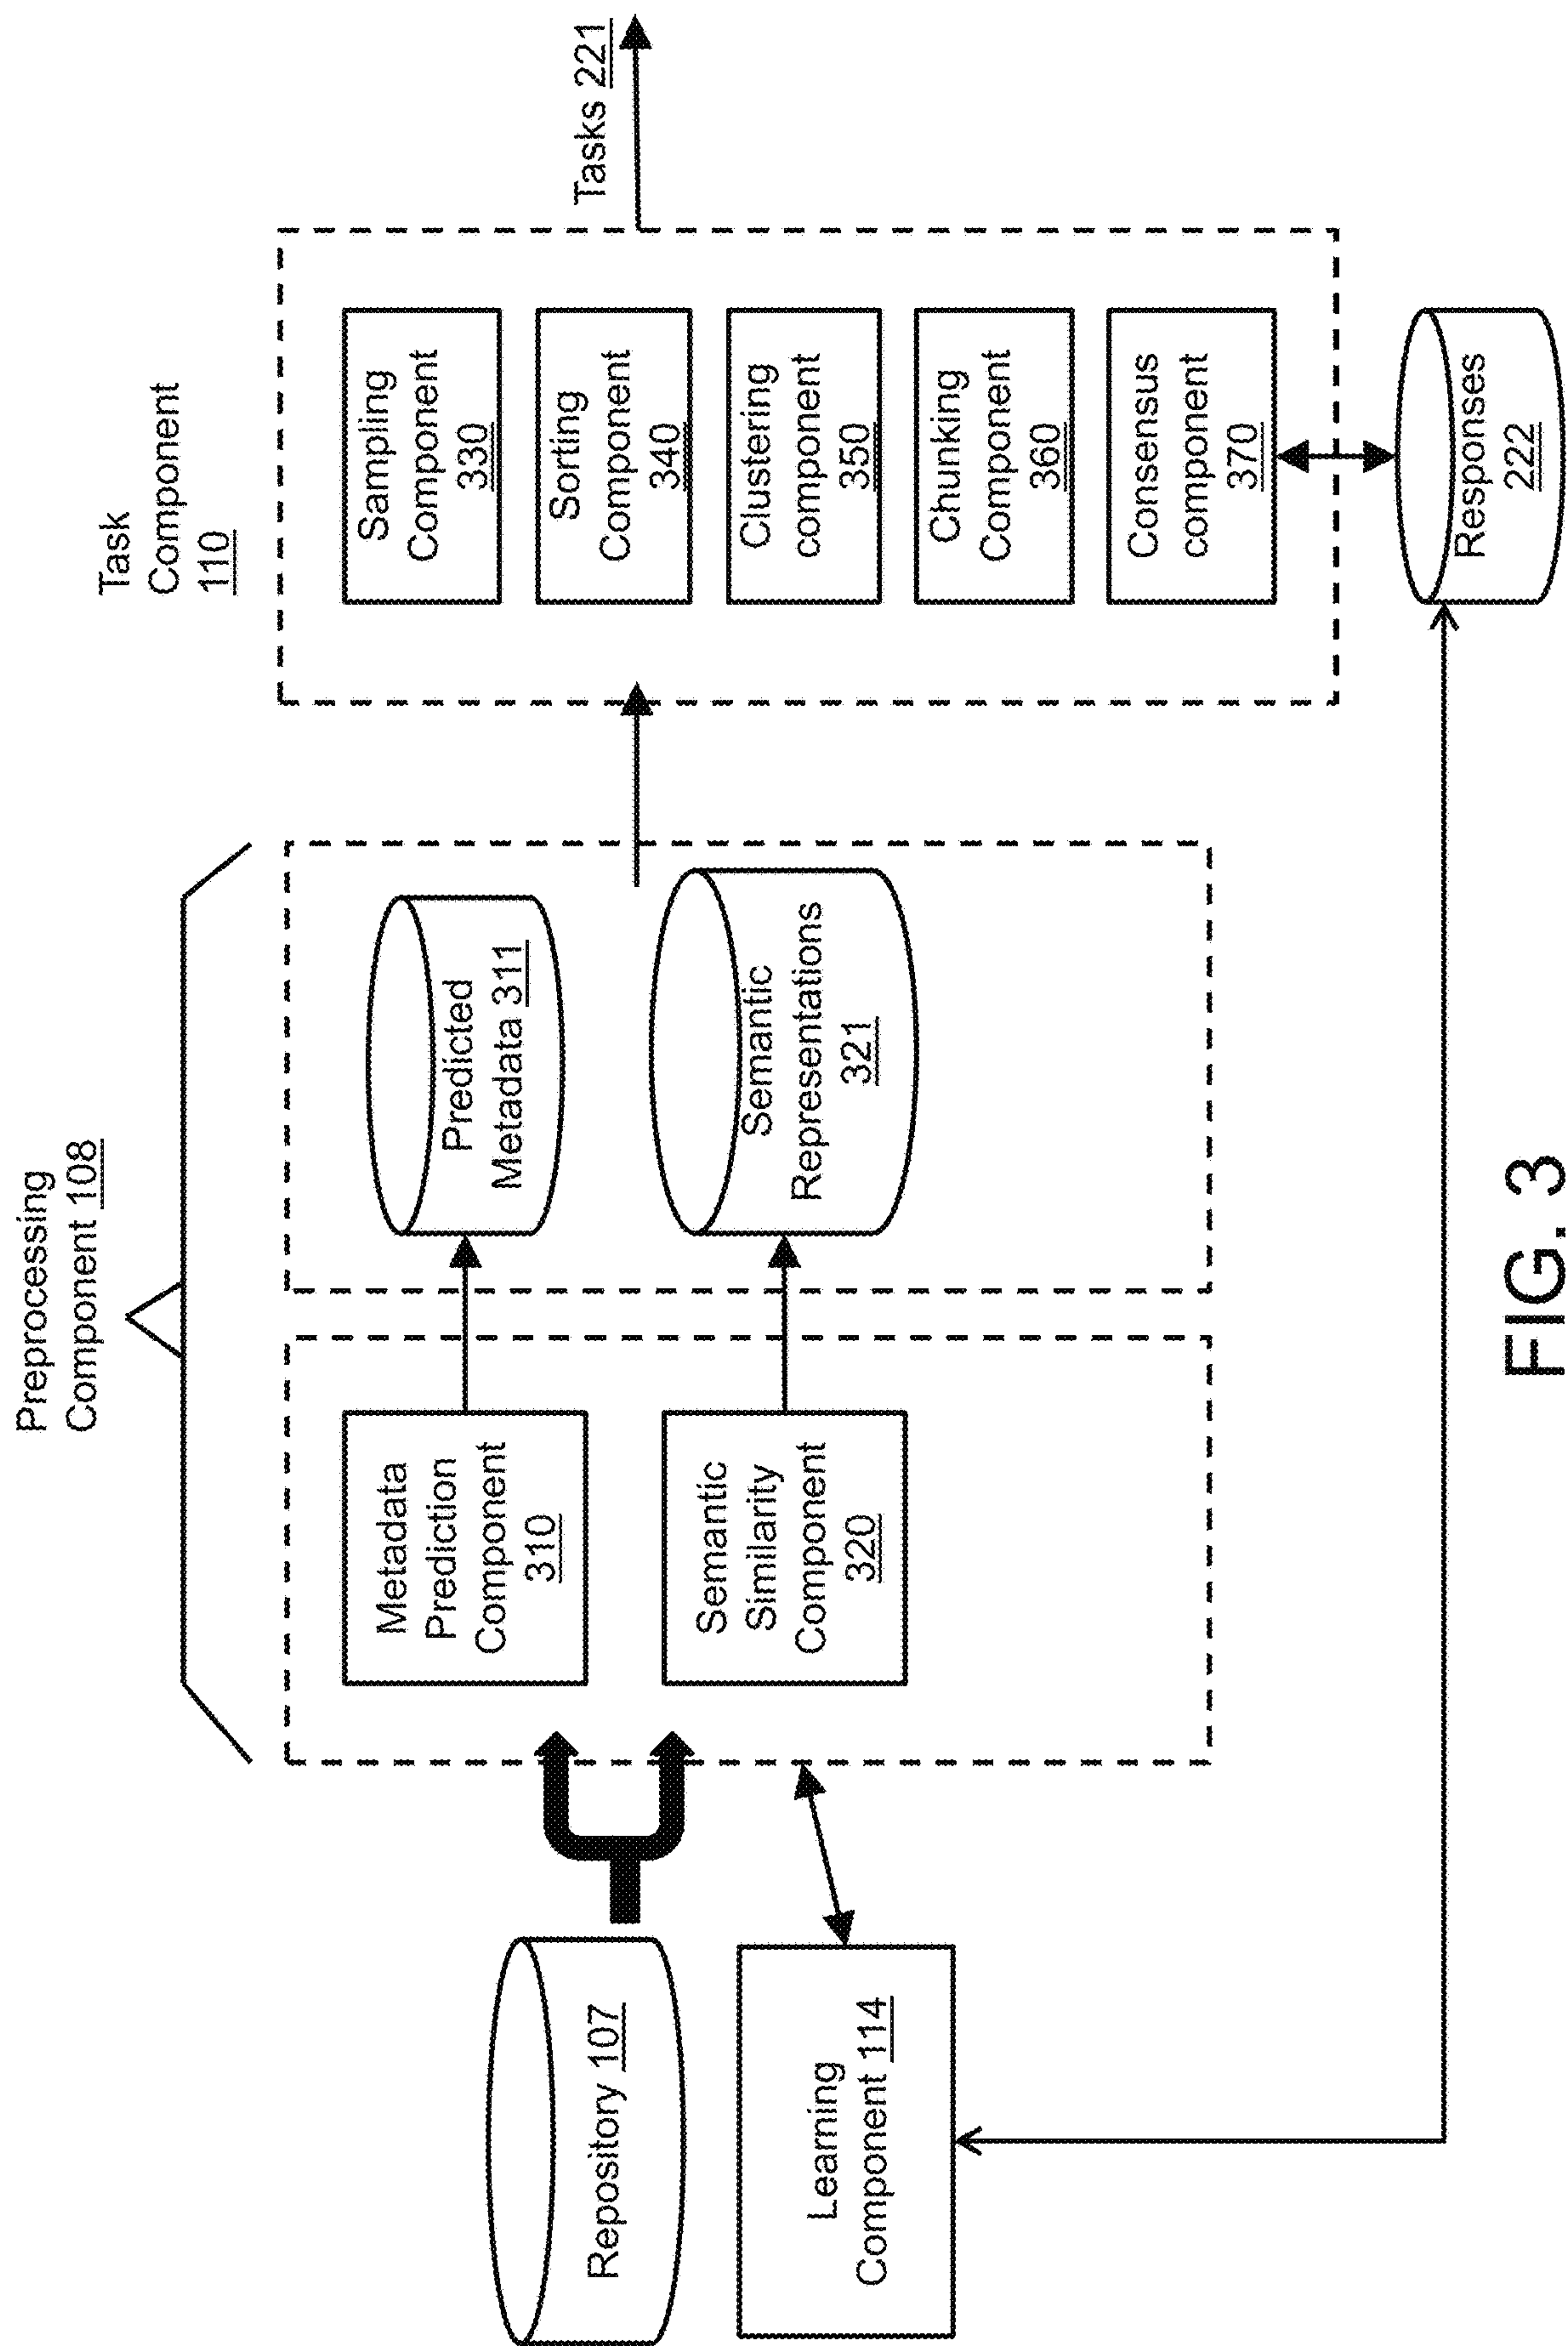 Preprocessing
Component 108
Task
Component
110
Repository 107
Learning
Component 114
Metadata
Prediction
Component
310
Semantic
Similarity
Component
320
Predicted
Metadata 311
Semantic
Representations
321
Sampling
Component
330
Sorting
Component
340
Clustering
component
350
Chunking
Component
360
Consensus
component
370
Tasks 221
Responses
222
FIG. 3